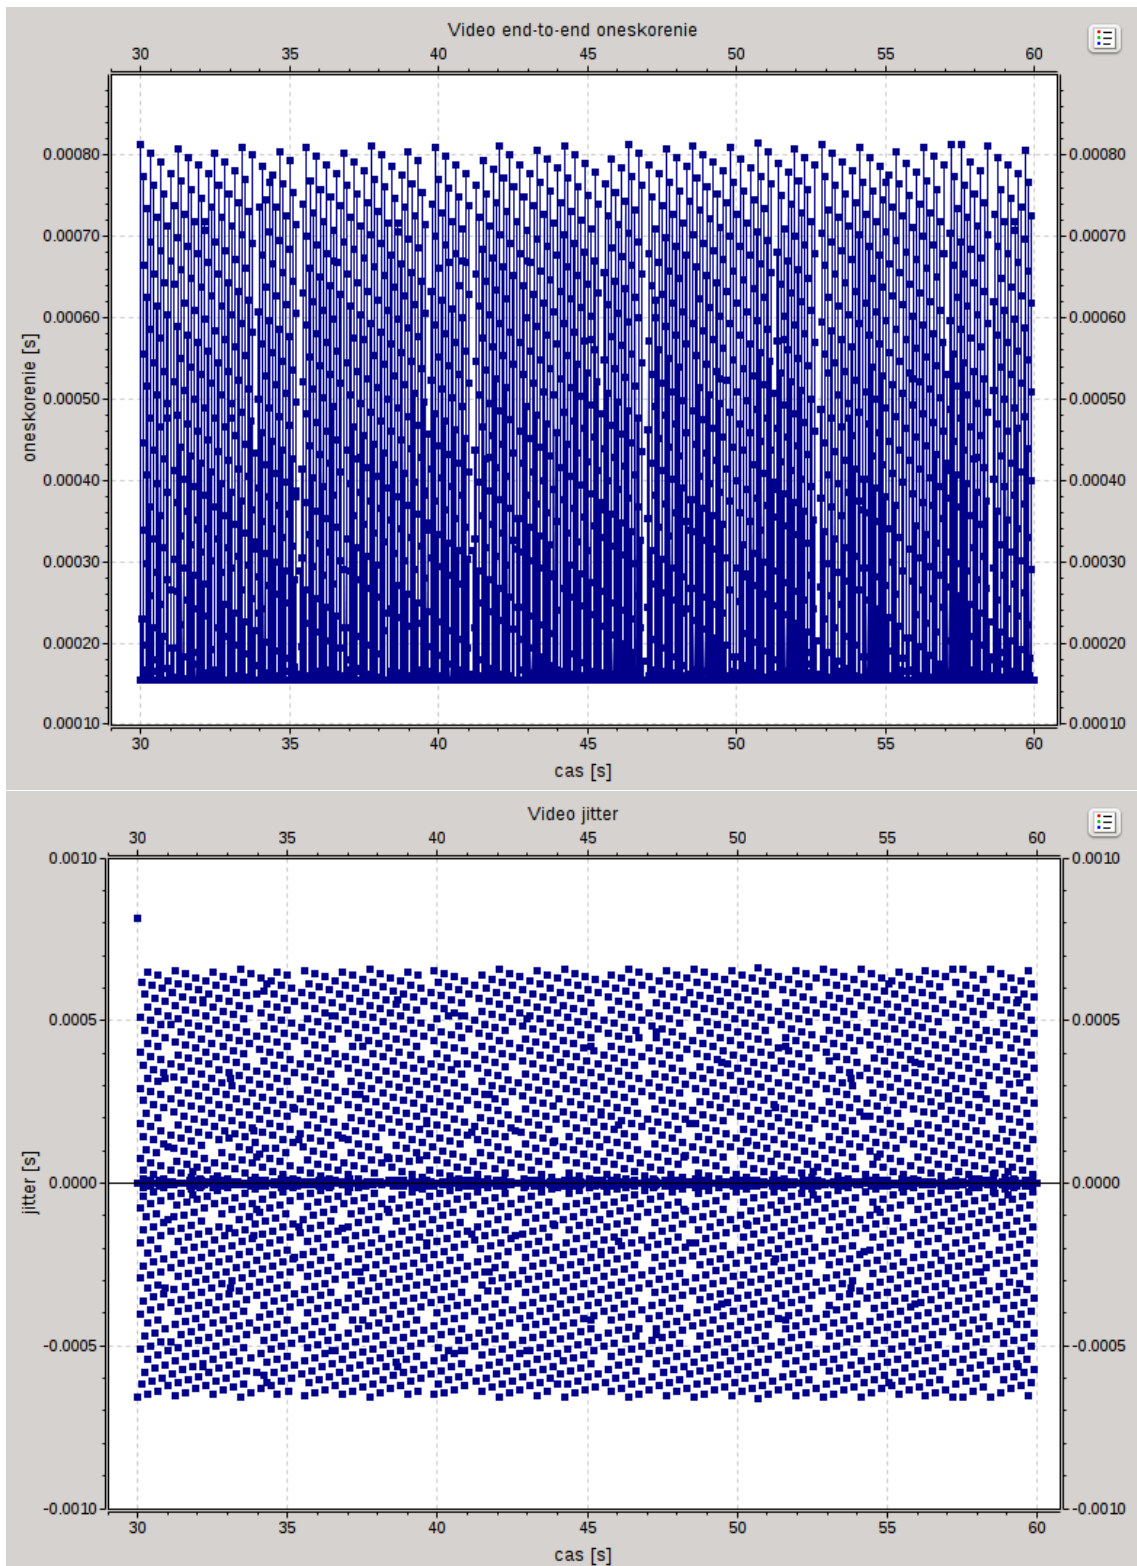 Video end-to-end oneskorenie
30 35 40 45 50 55 60
0.00080 0.00080
0.00070 0.00070
0.00060 0.00060
oneskorenie [s]
0.00050 0.00050
0.00040 0.00040
0.00030 0.00030
0.00020 0.00020
0.00010 0.00010
30 35 40 45 50 55 60
cas [s]
Video jitter
30 35 40 45 50 55 60
0.0010 0.0010
0.0005 0.0005
jitter [s]
0.0000 0.0000
-0.0005 -0.0005
-0.0010 -0.0010
30 35 40 45 50 55 60
cas [s]